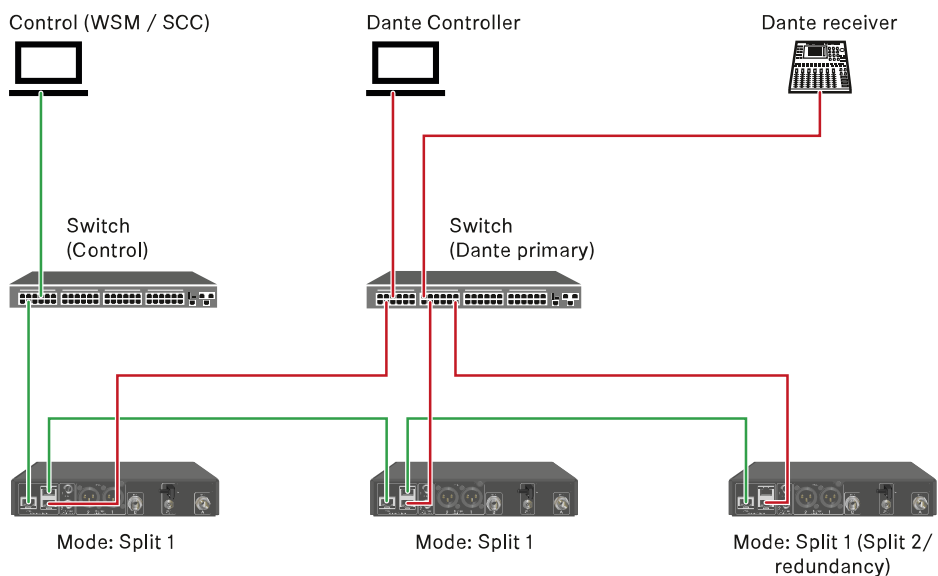 Control (WSM / SCC)
Dante Controller
Dante receiver
Switch
(Control)
Switch
(Dante primary)
Mode: Split 1
Mode: Split 1
Mode: Split 1 (Split 2/
redundancy)